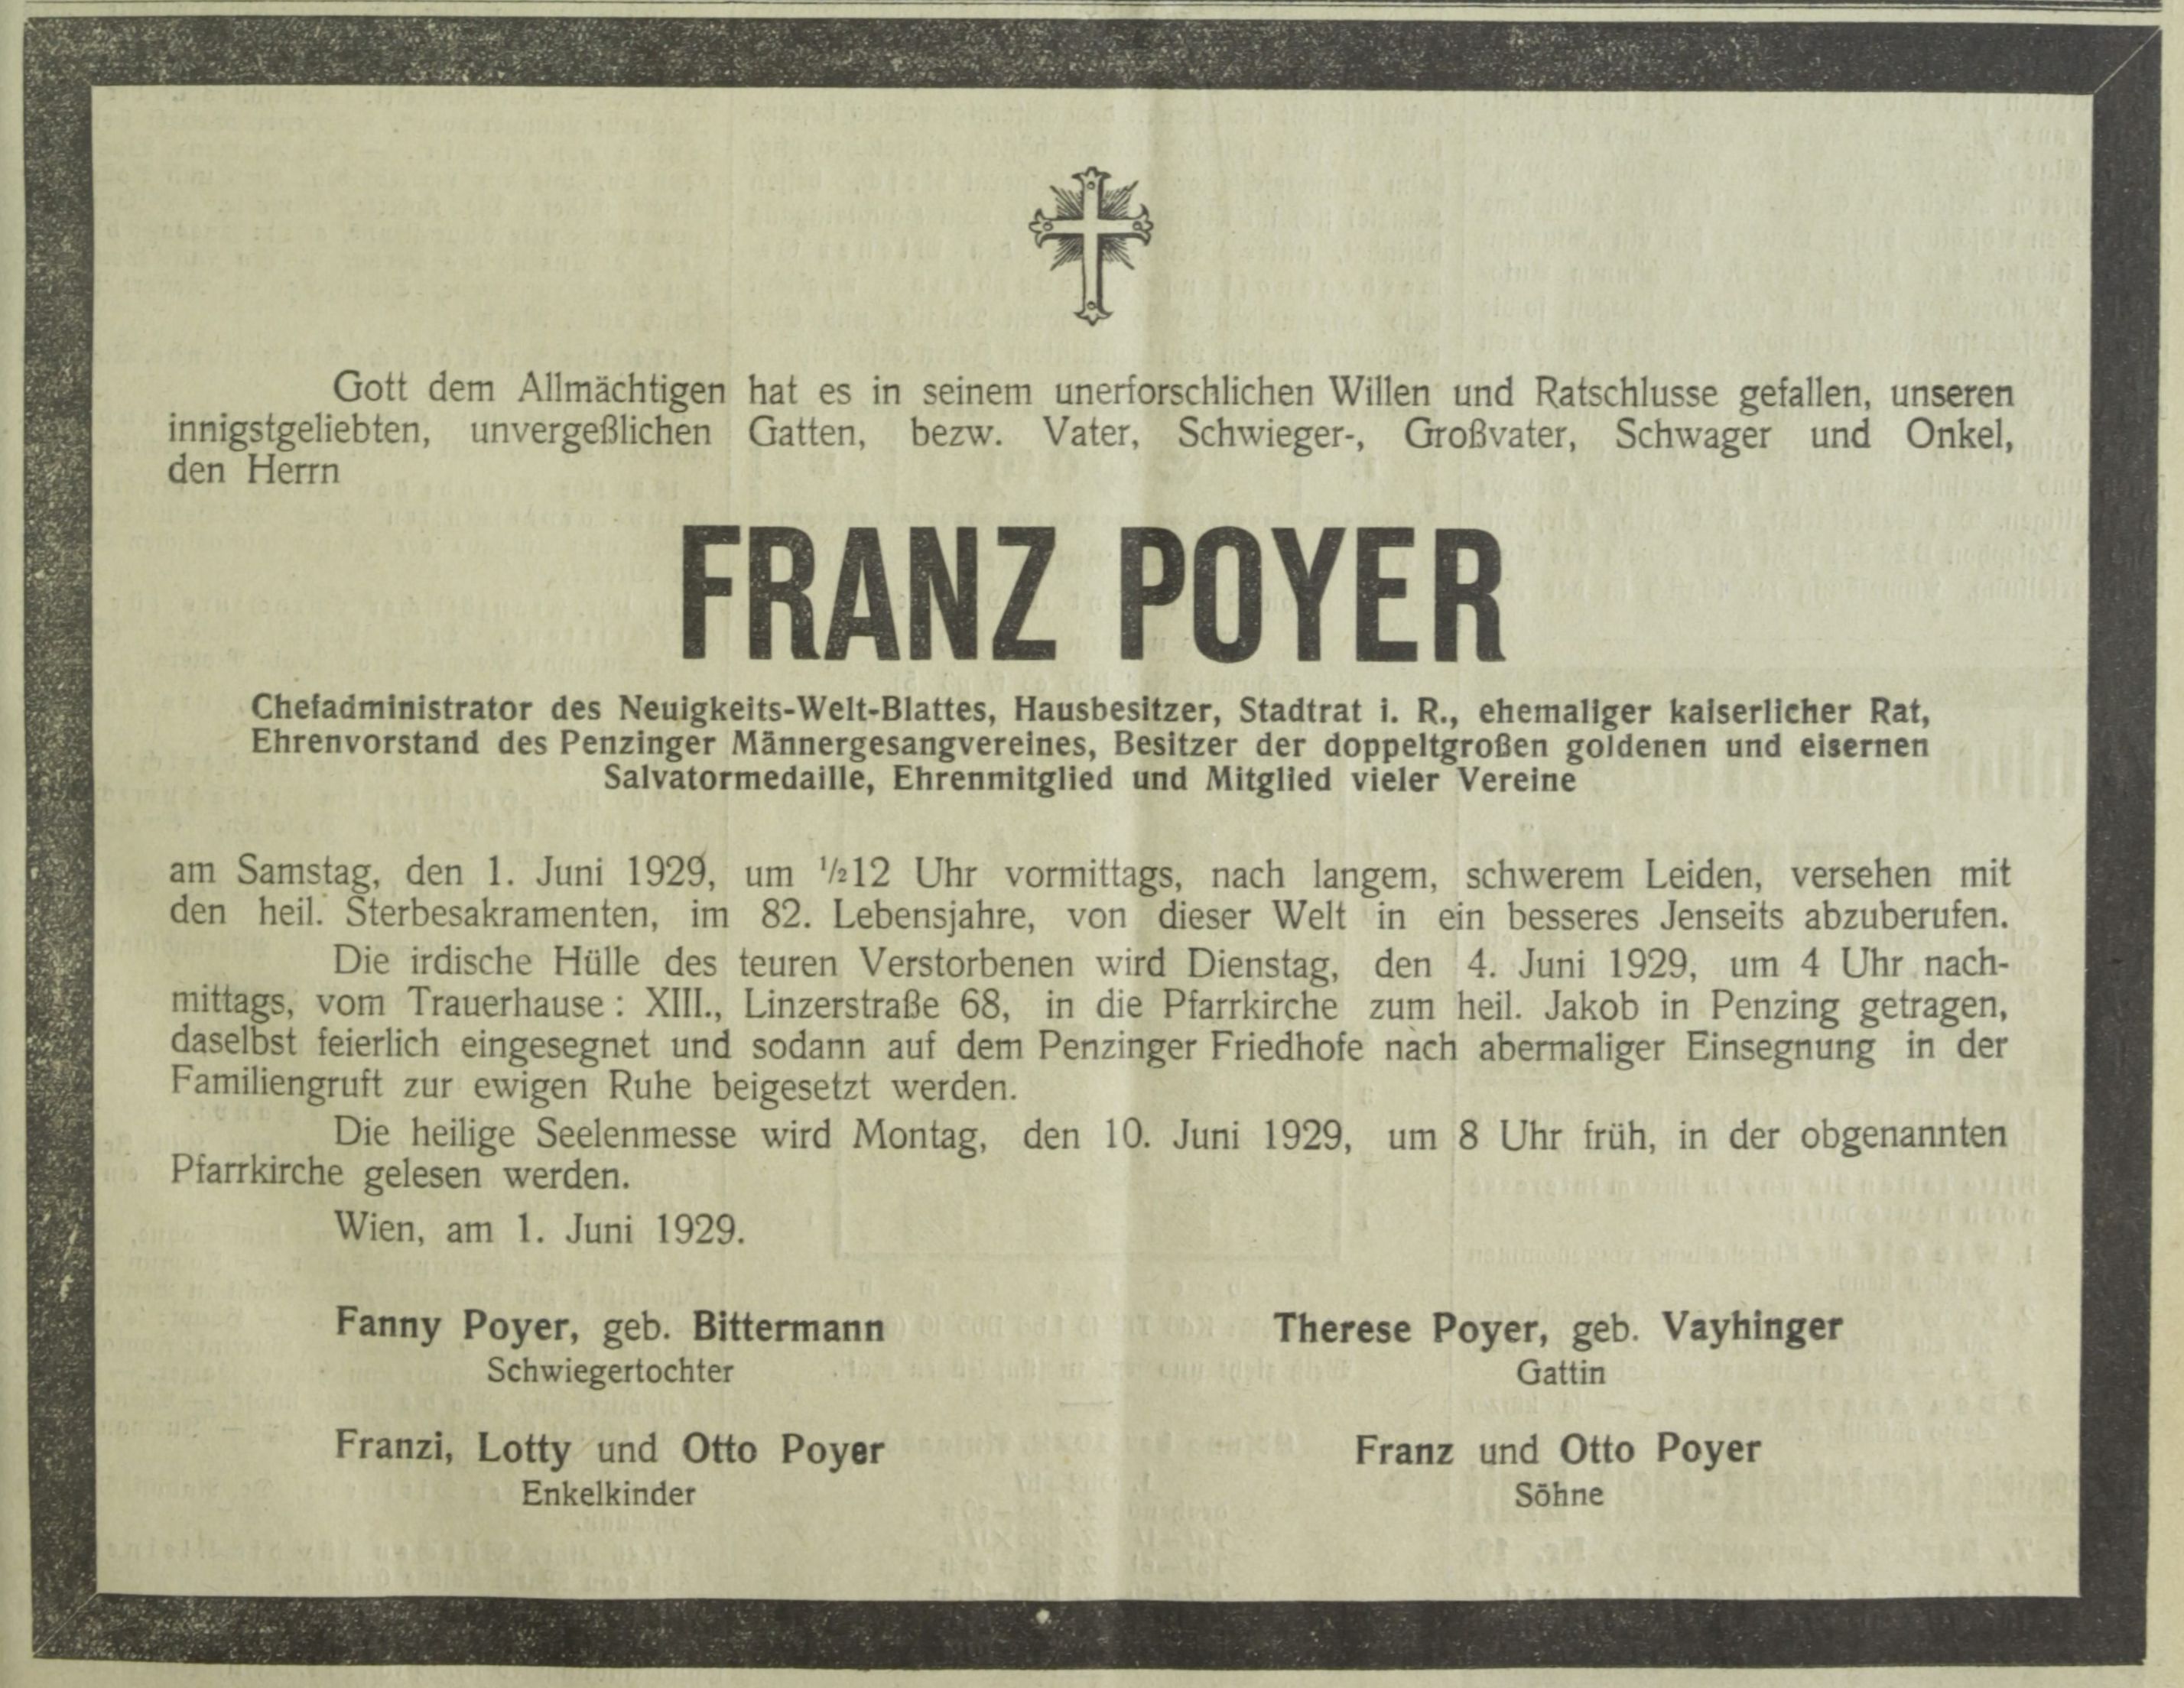 Gott dem Allmächtigen hat es in seinem unerforschlichen Willen und Ratschlusse gefallen, unseren
innigstgeliebten, unvergeßlichen Gatten, bezw. Vater, Schwieger-, Großvater, Schwager und Onkel,
den Herrn
FRANZ POYER
Chefadministrator des Neuigkeits-Welt-Blattes, Hausbesitzer, Stadtrat i. R., ehemaliger kaiserlicher Rat,
Ehrenvorstand des Penzinger Männergesangvereines, Besitzer der doppeltgroßen goldenen und eisernen
Salvatormedaille, Ehrenmitglied und Mitglied vieler Vereine
am Samstag, den 1. Juni 1929, um ½12 Uhr vormittags, nach langem, schwerem Leiden, versehen mit
den heil. Sterbesakramenten, im 82. Lebensjahre, von dieser Welt in ein besseres Jenseits abzuberufen.
Die irdische Hülle des teuren Verstorbenen wird Dienstag, den 4. Juni 1929, um 4 Uhr nach-
mittags, vom Trauerhause: XIII., Linzerstraße 68, in die Pfarrkirche zum heil. Jakob in Penzing getragen,
daselbst feierlich eingesegnet und sodann auf dem Penzinger Friedhofe nach abermaliger Einsegnung in der
Familiengruft zur ewigen Ruhe beigesetzt werden.
Die heilige Seelenmesse wird Montag, den 10. Juni 1929, um 8 Uhr früh, in der obgenannten
Pfarrkirche gelesen werden.
Wien, am 1. Juni 1929.
Fanny Poyer, geb. Bittermann
Schwiegertochter
Therese Poyer, geb. Vayhinger
Gattin
Franzi, Lotty und Otto Poyer
Enkelkinder
Franz und Otto Poyer
Söhne